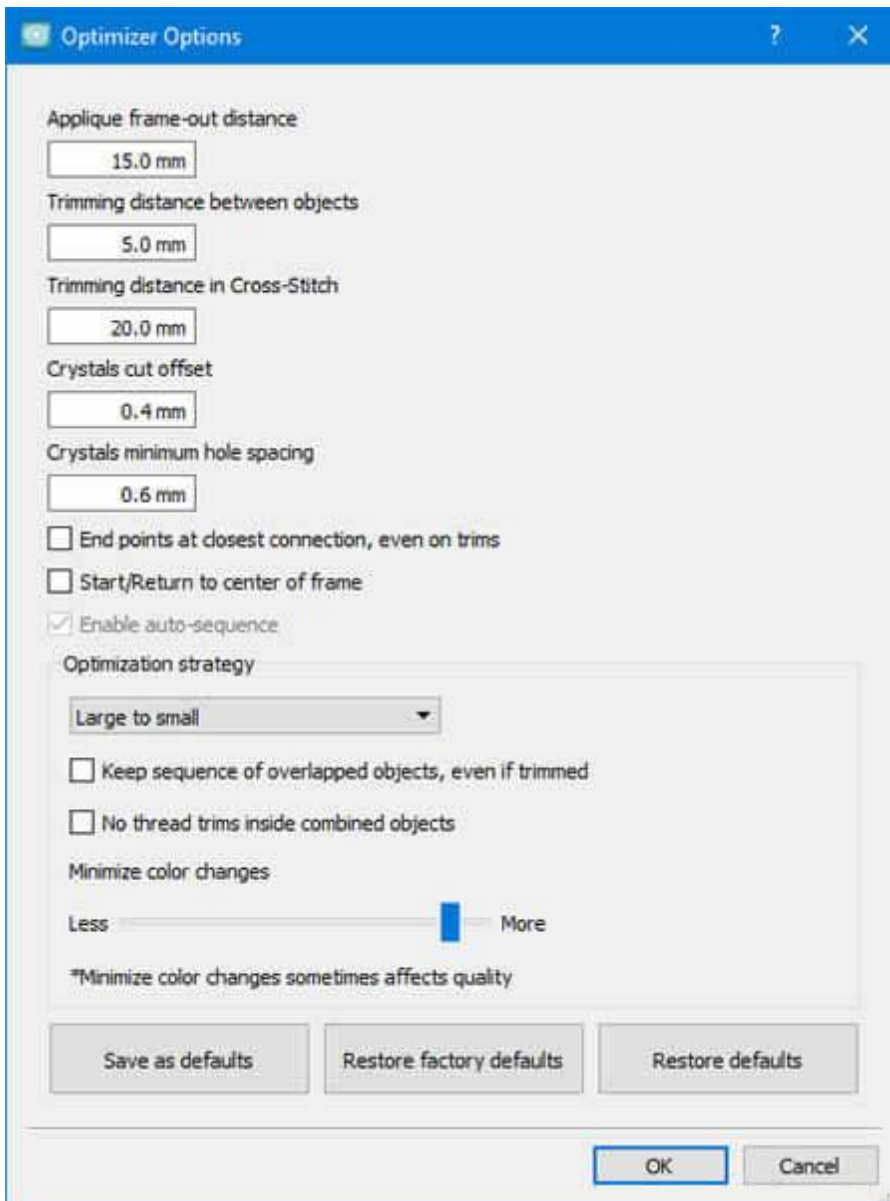 Optimizer Options
?
Applique frame-out distance
15.0 mm
Trimming distance between objects
5.0 mm
Trimming distance in Cross-Stitch
20.0 mm
Crystals cut offset
0.4 mm
Crystals minimum hole spacing
0.6 mm
End points at closest connection, even on trims
Start/Return to center of frame
Enable auto-sequence
Optimization strategy
Large to small
Keep sequence of overlapped objects, even if trimmed
No thread trims inside combined objects
Minimize color changes
Less More
*Minimize color changes sometimes affects quality
Save as defaults Restore factory defaults Restore defaults
OK Cancel